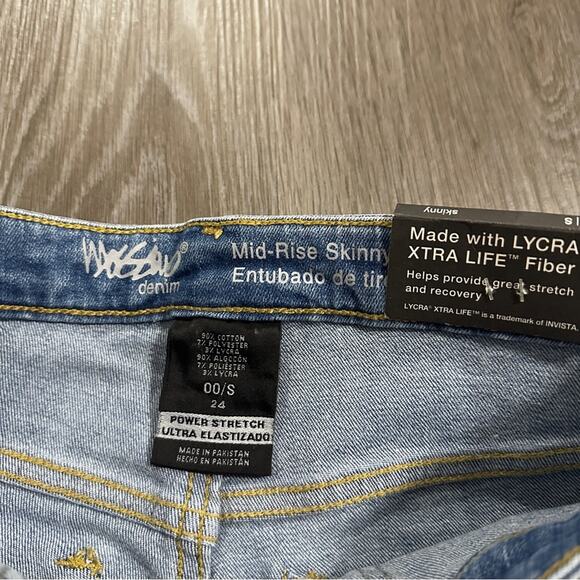 skinny
Made with LYCRA
XTRA LIFE™ Fiber
Helps provide great stretch
and recovery
LYCRA® XTRA LIFE™ is a trademark of INVISTA.
Mossimo®
denim
Mid-Rise Skinny
Entubado de tir
90% COTTON
7% POLYESTER
3% LYCRA
90% ALGODÓN
7% POLIÉSTER
3% LYCRA
00/S
24
POWER STRETCH
ULTRA ELASTIZADO
MADE IN PAKISTAN
HECHO EN PAKISTÁN